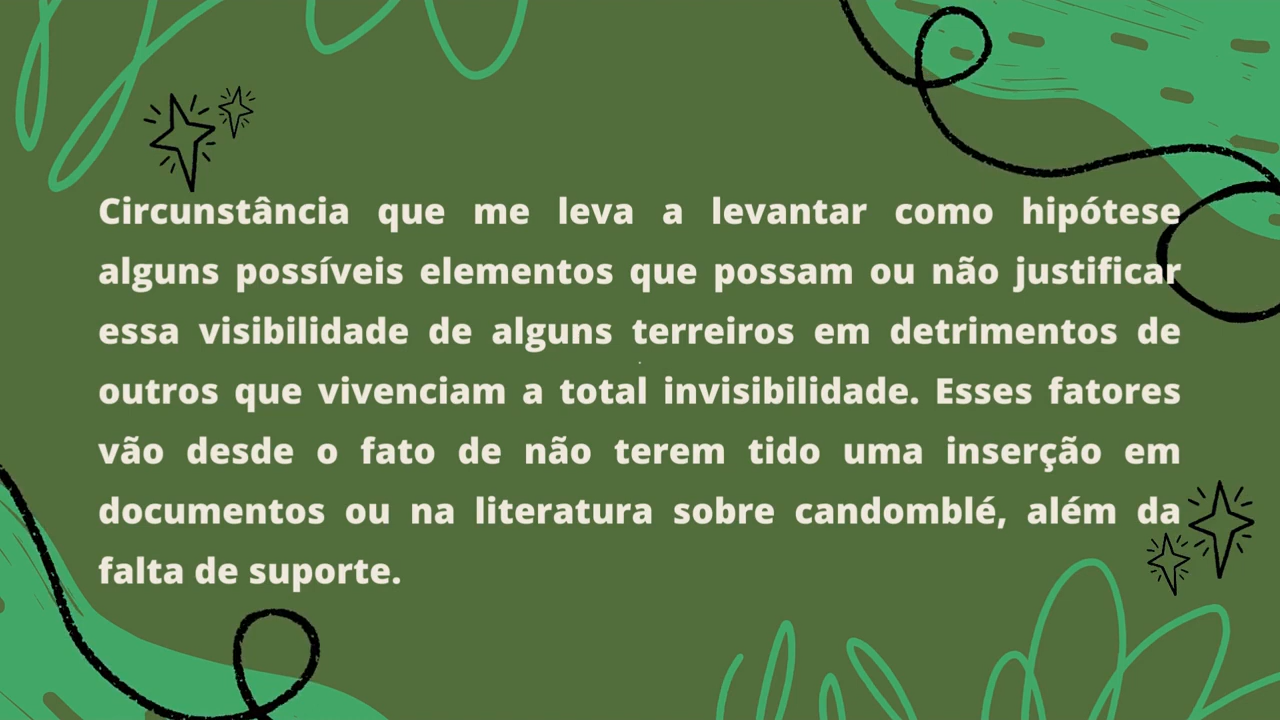 Circunstância que me leva a levantar como hipótese
alguns possíveis elementos que possam ou não justificar
essa visibilidade de alguns terreiros em detrimentos de
outros que vivenciam a total invisibilidade. Esses fatores
vão desde o fato de não terem tido uma inserção em
documentos ou na literatura sobre candomblé, além da
falta de suporte.